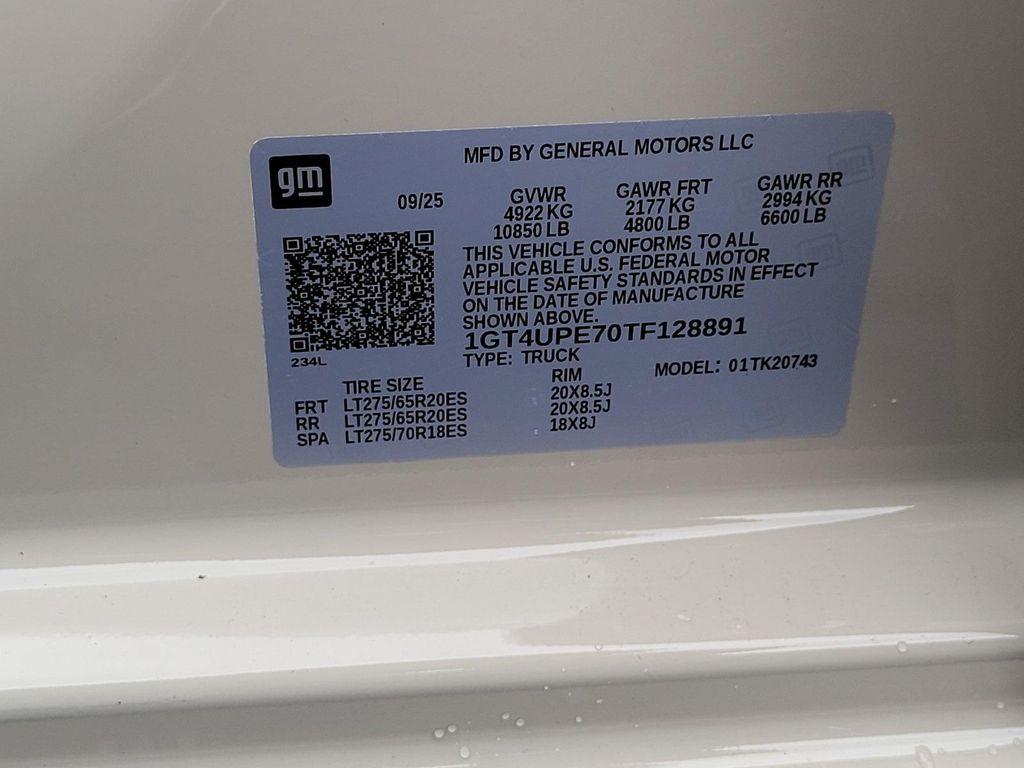 gm
MFD BY GENERAL MOTORS LLC
09/25
GVWR GAWR FRT GAWR RR
4922 KG 2177 KG 2994 KG
10850 LB 4800 LB 6600 LB
THIS VEHICLE CONFORMS TO ALL
APPLICABLE U.S. FEDERAL MOTOR
VEHICLE SAFETY STANDARDS IN EFFECT
ON THE DATE OF MANUFACTURE
SHOWN ABOVE.
1GT4UPE70TF128891
234L
TYPE: TRUCK
MODEL: 01TK20743
TIRE SIZE RIM
FRT LT275/65R20ES 20X8.5J
RR LT275/65R20ES 20X8.5J
SPA LT275/70R18ES 18X8J